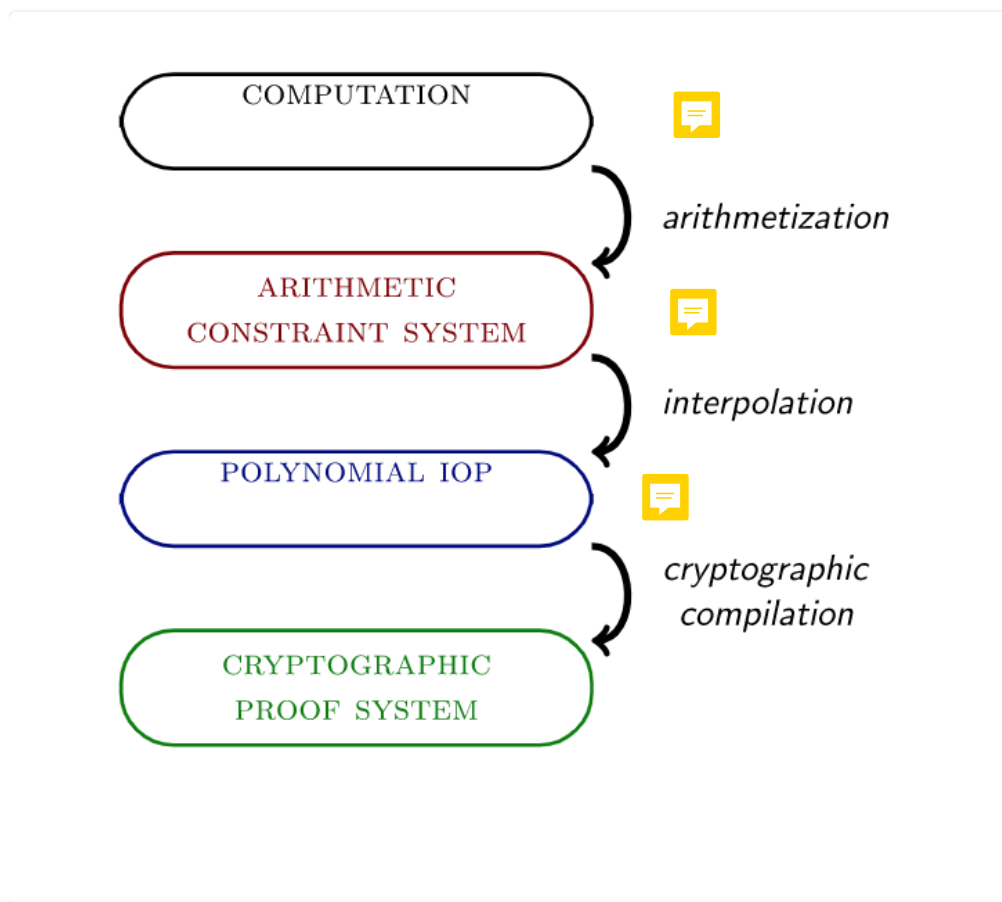 COMPUTATION
arithmetization
ARITHMETIC
CONSTRAINT SYSTEM
interpolation
POLYNOMIAL IOP
cryptographic
compilation
CRYPTOGRAPHIC
PROOF SYSTEM